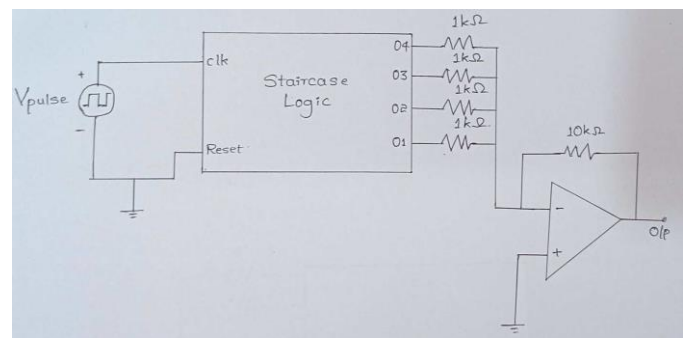 1kΩ
04
clk
1kΩ
+
03
Staircase
Logic
1kΩ
Vpulse
02
1kΩ
-
01
10kΩ
Reset
-
O/p
+